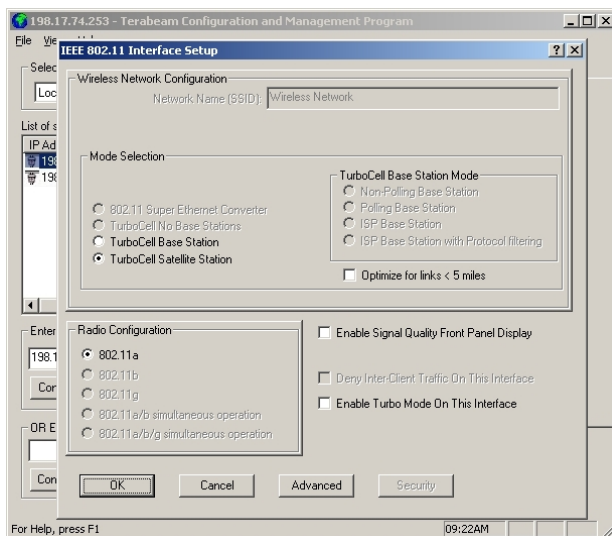 198.17.74.253 - Terabeam Configuration and Management Program
File
IEEE 802.11 Interface Setup
Wireless Network Configuration
Network Name (SSID): Wireless Network
List of s
IP Ad
198
198
Mode Selection
802.11 Super Ethernet Converter
TurboCell No Base Stations
TurboCell Base Station
TurboCell Satellite Station
TurboCell Base Station Mode
Non-Polling Base Station
Polling Base Station
ISP Base Station
ISP Base Station with Protocol filtering
Optimize for links < 5 miles
Enter
198.1
Radio Configuration
802.11a
802.11b
802.11g
802.11a/b simultaneous operation
802.11a/b/g simultaneous operation
Enable Signal Quality Front Panel Display
Deny Inter-Client Traffic On This Interface
Enable Turbo Mode On This Interface
OR E
OK
Cancel
Advanced
Security
For Help, press F1
09:22AM